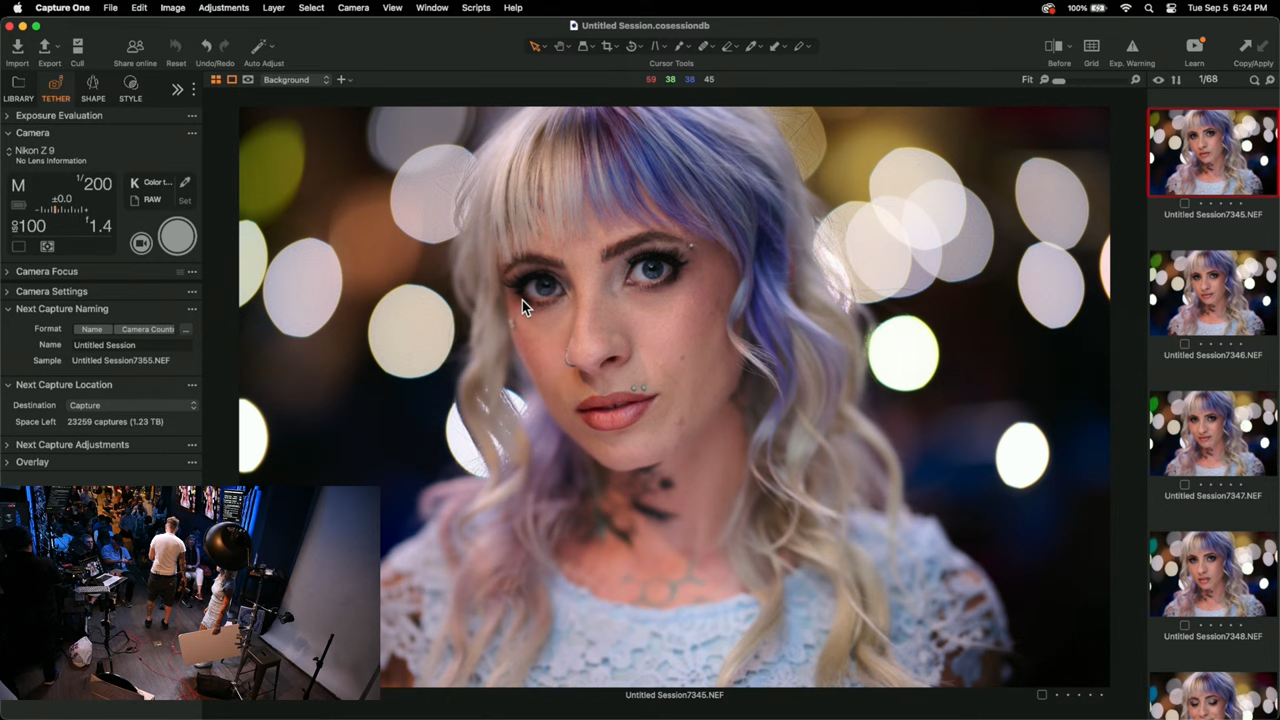 Capture One File Edit Image Adjustments Layer Select Camera View Window Scripts Help 100% Tue Sep 5 6:24 PM
Untitled Session.cosessiondb
Import Export Cull Share online Reset Undo/Redo Auto Adjust Cursor Tools Before Grid Exp. Warning Learn Copy/Apply
LIBRARY TETHER SHAPE STYLE
Background
59 38 38 45
Fit
1/68
Exposure Evaluation
Camera
Nikon Z 9
No Lens Information
M 1/200
±0.0
ISO 100 f 1.4
K Color t...
RAW Set
Camera Focus
Camera Settings
Next Capture Naming
Format Name Camera Counti ...
Name Untitled Session
Sample Untitled Session7355.NEF
Next Capture Location
Destination Capture
Space Left 23259 captures (1.23 TB)
Next Capture Adjustments
Overlay
Untitled Session7345.NEF
Untitled Session7345.NEF
Untitled Session7346.NEF
Untitled Session7347.NEF
Untitled Session7348.NEF